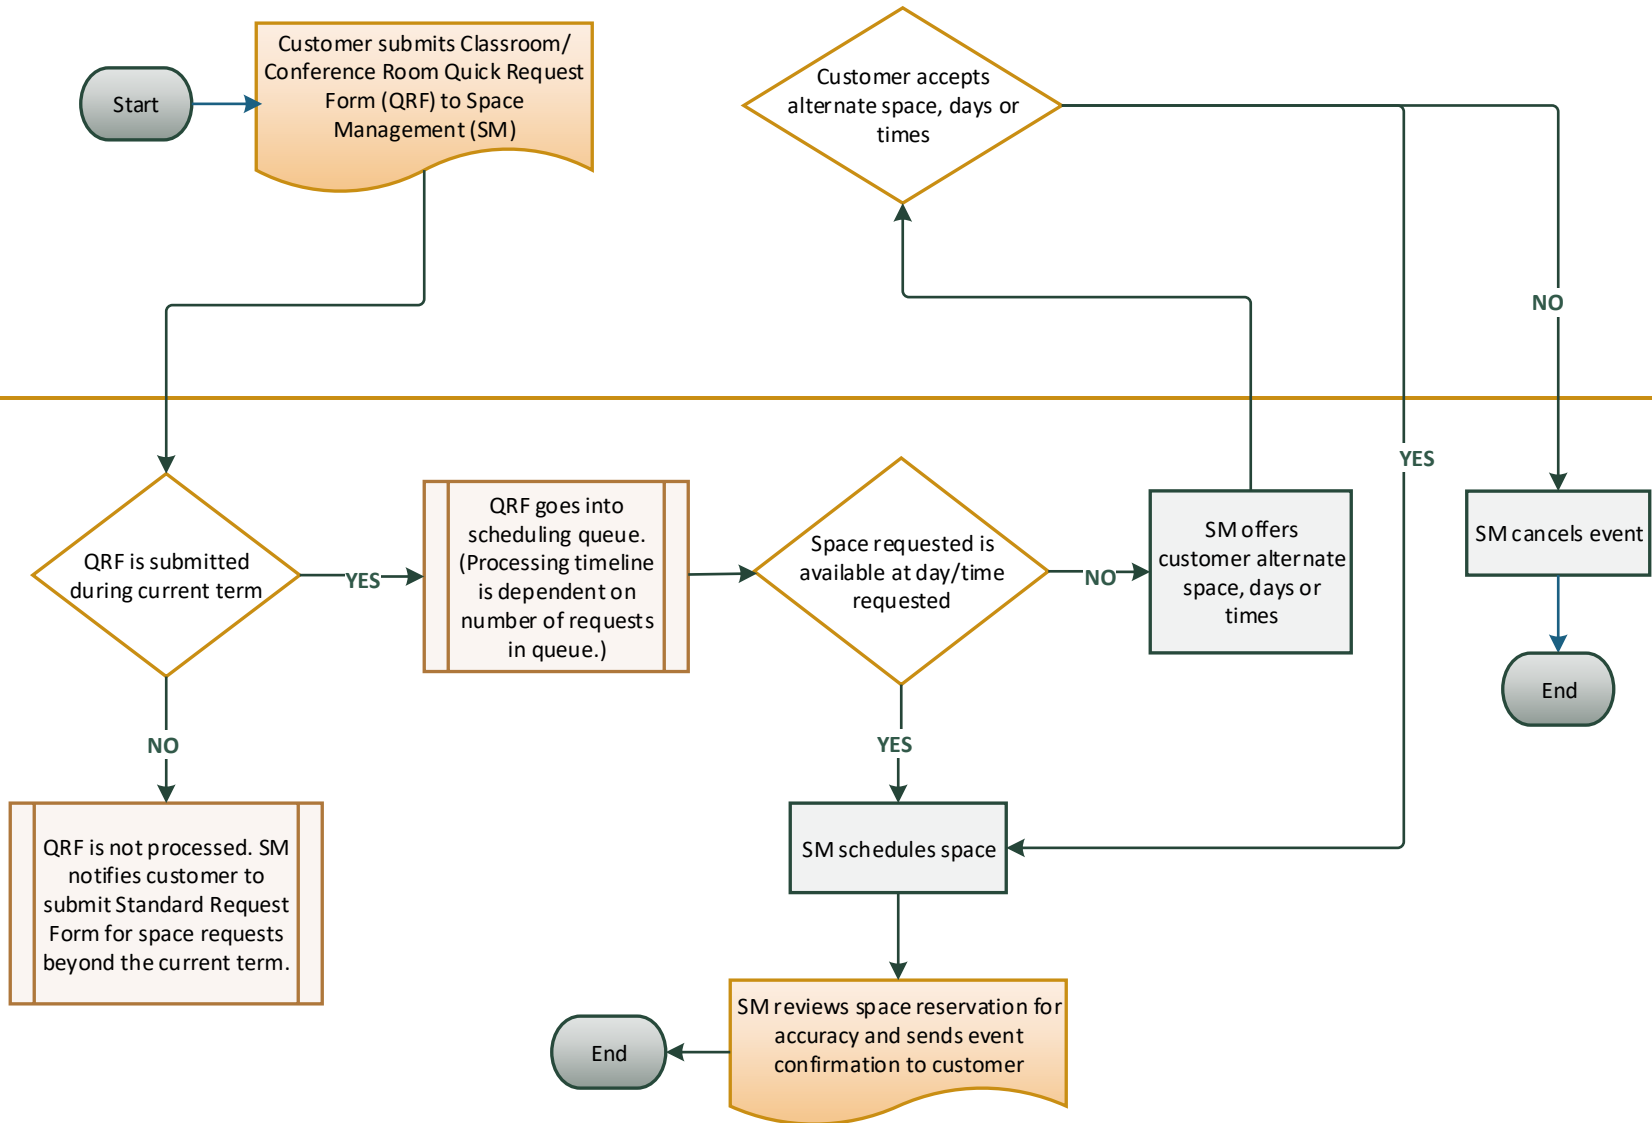 Start
Customer submits Classroom/
Conference Room Quick Request
Form (QRF) to Space
Management (SM)
Customer accepts
alternate space, days or
times
NO
YES
QRF is submitted
during current term
YES
QRF goes into
scheduling queue.
(Processing timeline
is dependent on
number of requests
in queue.)
Space requested is
available at day/time
requested
NO
SM offers
customer alternate
space, days or
times
SM cancels event
End
NO
YES
QRF is not processed. SM
notifies customer to
submit Standard Request
Form for space requests
beyond the current term.
SM schedules space
SM reviews space reservation for
accuracy and sends event
confirmation to customer
End